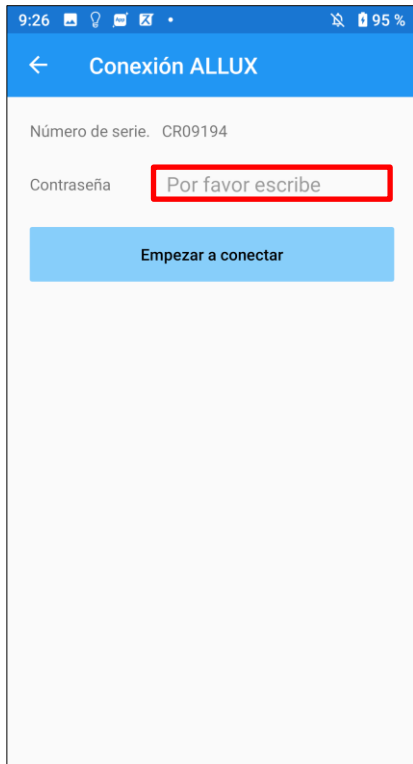 9:26 95 %
Conexión ALLUX
Número de serie. CR09194
Contraseña Por favor escribe
Empezar a conectar